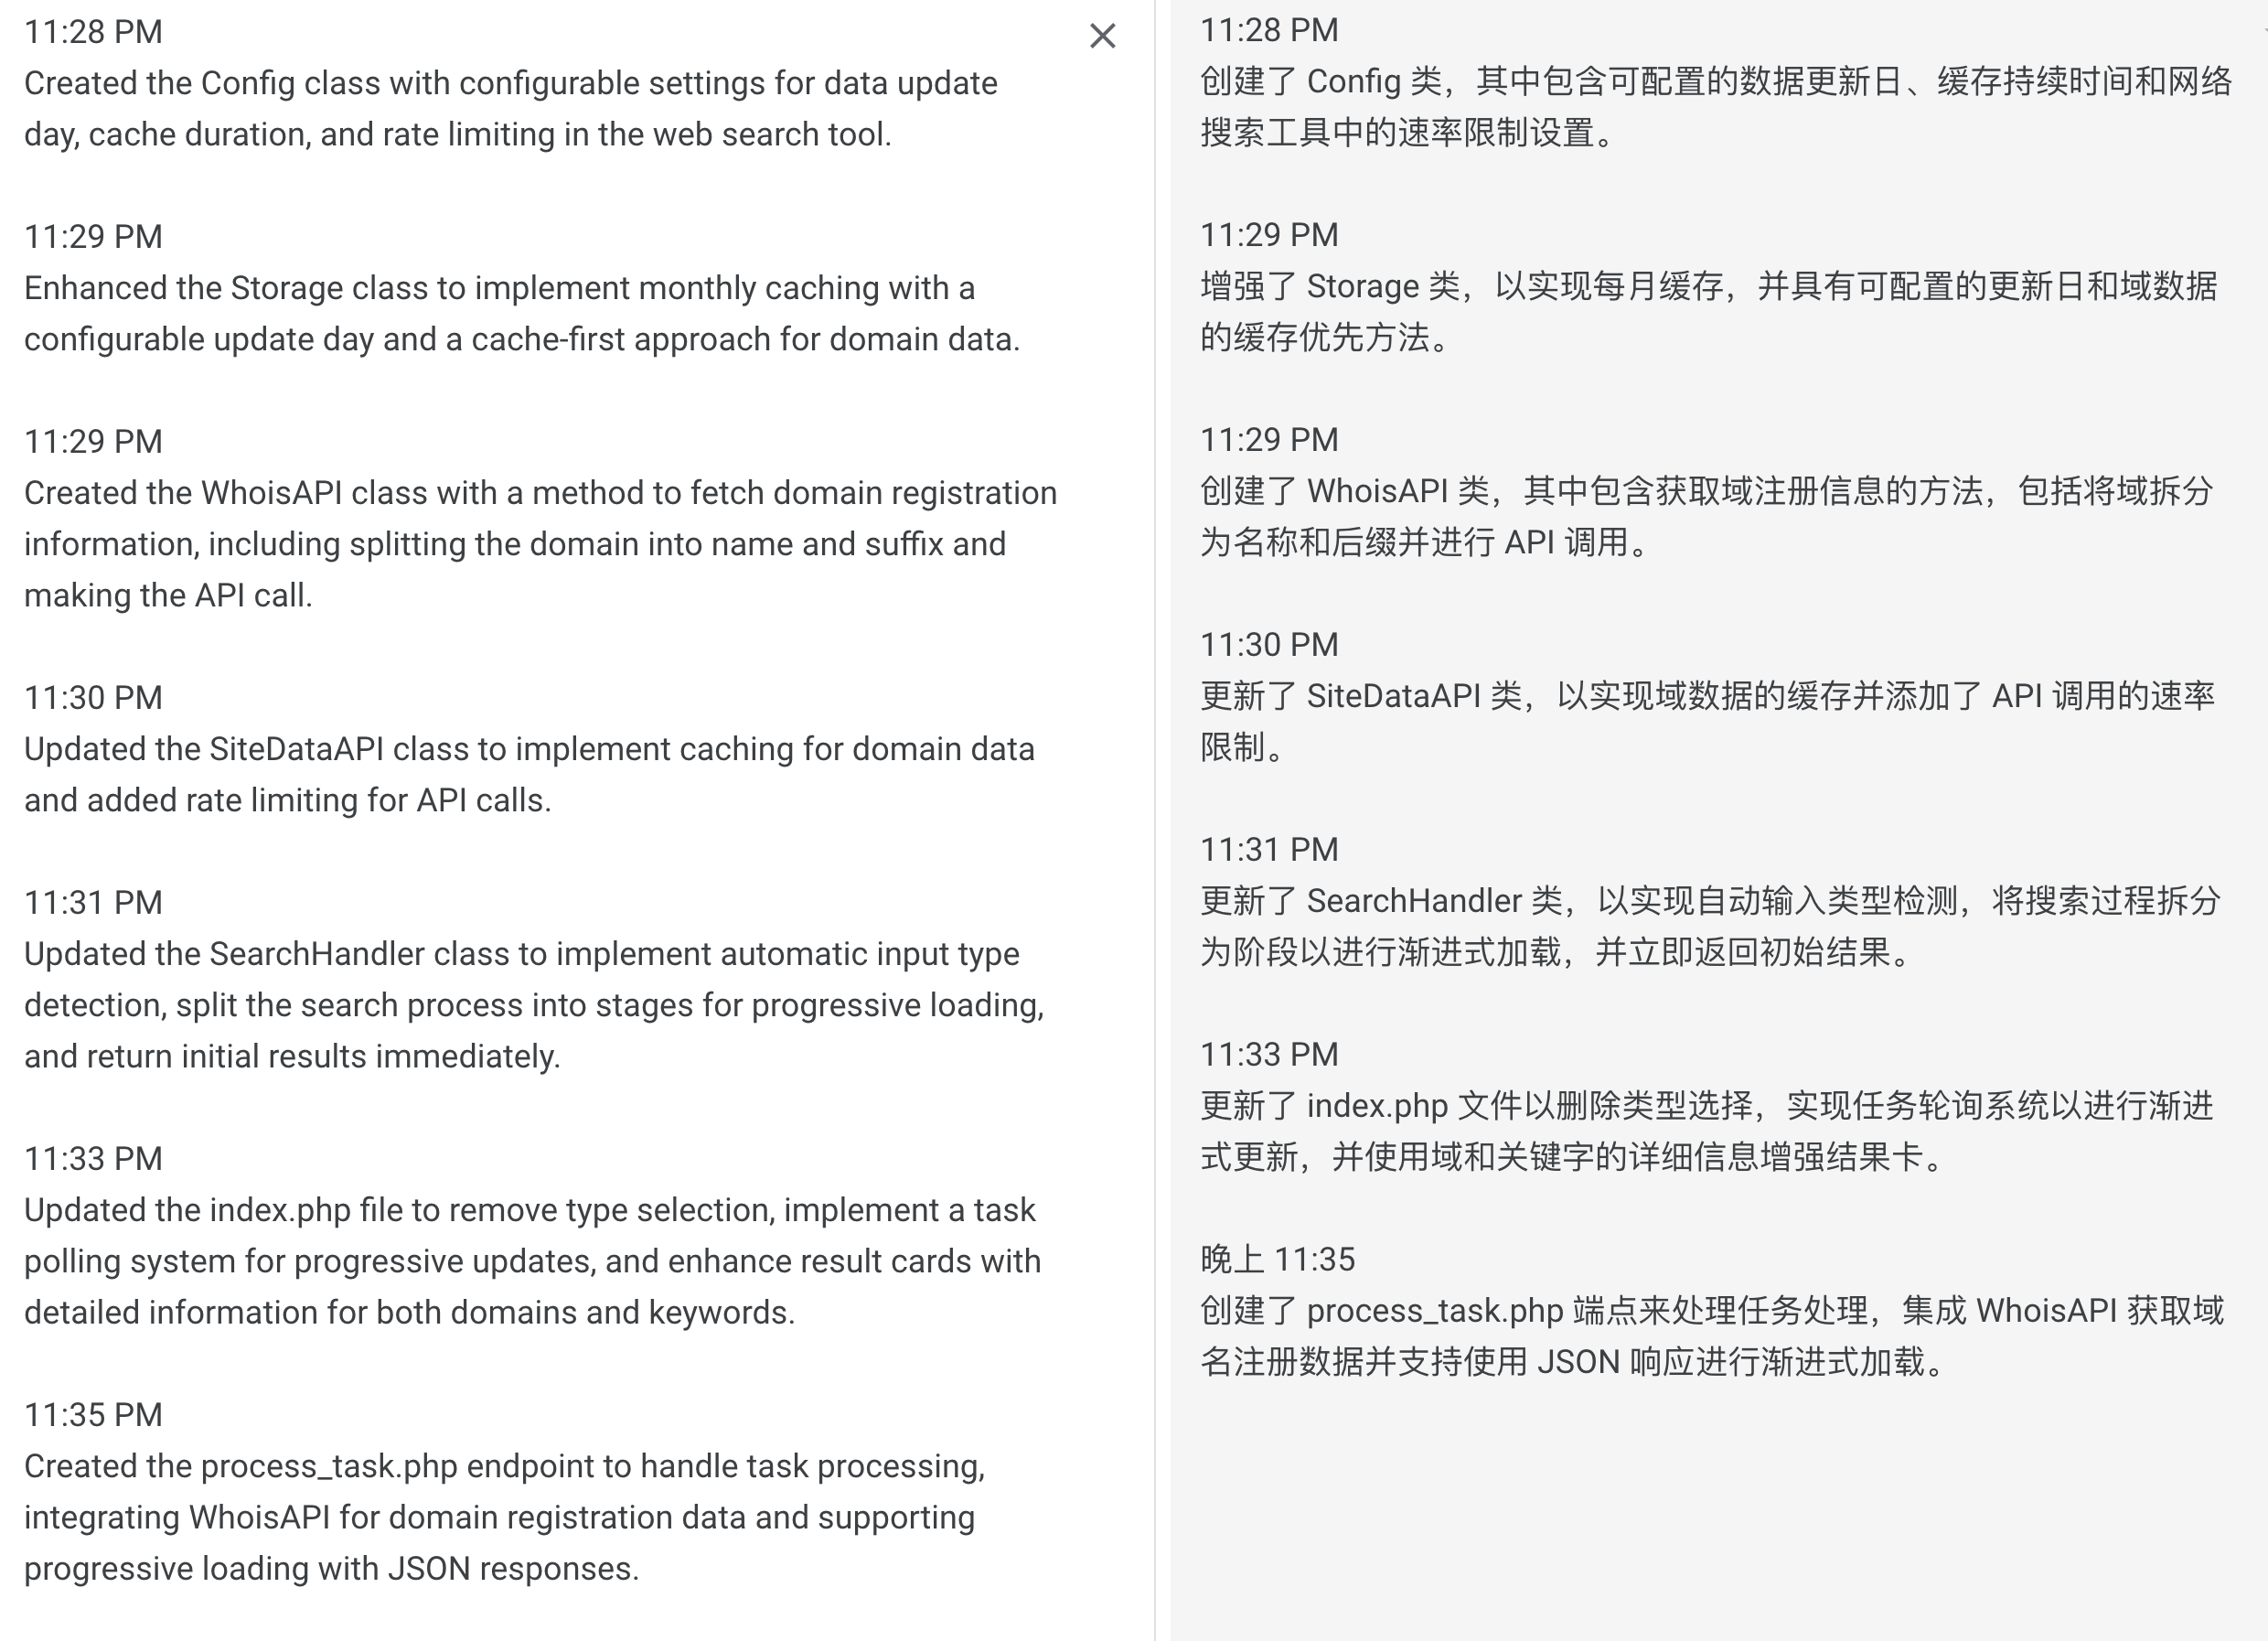 11:28 PM
Created the Config class with configurable settings for data update
day, cache duration, and rate limiting in the web search tool.
11:29 PM
Enhanced the Storage class to implement monthly caching with a
configurable update day and a cache-first approach for domain data.
11:29 PM
Created the WhoisAPI class with a method to fetch domain registration
information, including splitting the domain into name and suffix and
making the API call.
11:30 PM
Updated the SiteDataAPI class to implement caching for domain data
and added rate limiting for API calls.
11:31 PM
Updated the SearchHandler class to implement automatic input type
detection, split the search process into stages for progressive loading,
and return initial results immediately.
11:33 PM
Updated the index.php file to remove type selection, implement a task
polling system for progressive updates, and enhance result cards with
detailed information for both domains and keywords.
11:35 PM
Created the process_task.php endpoint to handle task processing,
integrating WhoisAPI for domain registration data and supporting
progressive loading with JSON responses.
11:28 PM
创建了 Config 类，其中包含可配置的数据更新日、缓存持续时间和网络
搜索工具中的速率限制设置。
11:29 PM
增强了 Storage 类，以实现每月缓存，并具有可配置的更新日和域数据
的缓存优先方法。
11:29 PM
创建了 WhoisAPI 类，其中包含获取域注册信息的方法，包括将域拆分
为名称和后缀并进行 API 调用。
11:30 PM
更新了 SiteDataAPI 类，以实现域数据的缓存并添加了 API 调用的速率
限制。
11:31 PM
更新了 SearchHandler 类，以实现自动输入类型检测，将搜索过程拆分
为阶段以进行渐进式加载，并立即返回初始结果。
11:33 PM
更新了 index.php 文件以删除类型选择，实现任务轮询系统以进行渐进
式更新，并使用域和关键字的详细信息增强结果卡。
晚上 11:35
创建了 process_task.php 端点来处理任务处理，集成 WhoisAPI 获取域
名注册数据并支持使用 JSON 响应进行渐进式加载。